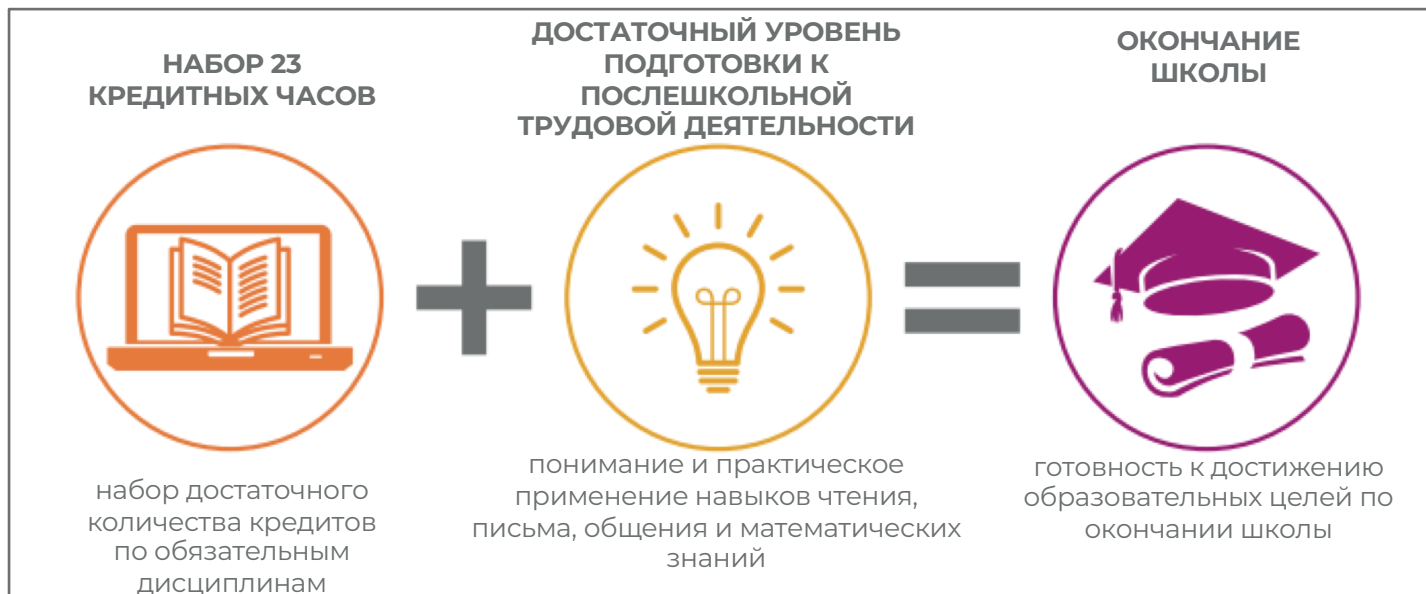 НАБОР 23
КРЕДИТНЫХ ЧАСОВ
ДОСТАТОЧНЫЙ УРОВЕНЬ
ПОДГОТОВКИ К
ПОСЛЕШКОЛЬНОЙ
ТРУДОВОЙ ДЕЯТЕЛЬНОСТИ
ОКОНЧАНИЕ
ШКОЛЫ
набор достаточного
количества кредитов
по обязательным
дисциплинам
понимание и практическое
применение навыков чтения,
письма, общения и математических
знаний
готовность к достижению
образовательных целей по
окончании школы